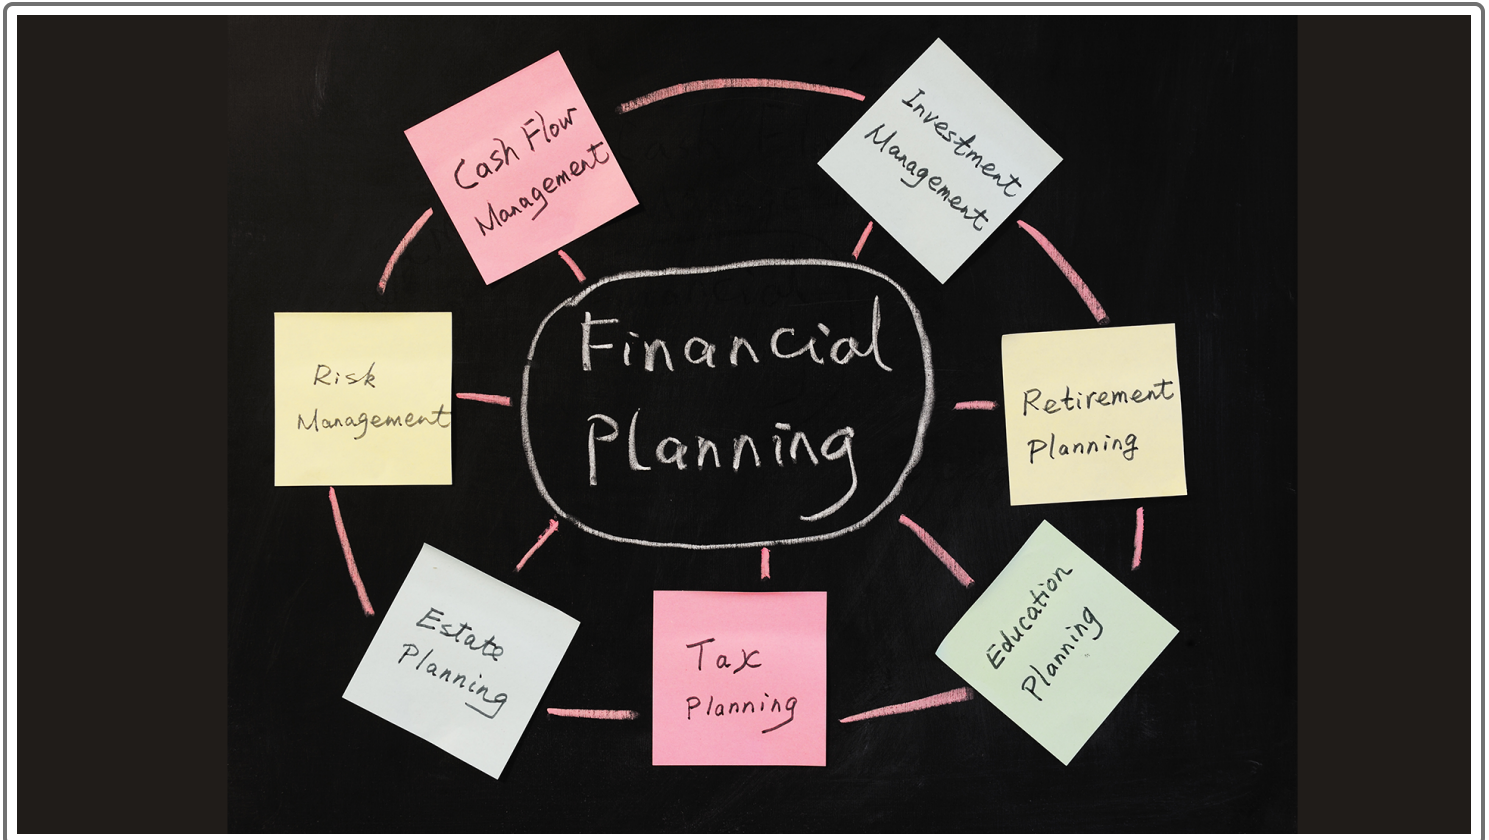 Cash Flow
Management
Investment
Management
Financial
Planning
Risk
Management
Retirement
Planning
Estate
Planning
Tax
Planning
Education
Planning